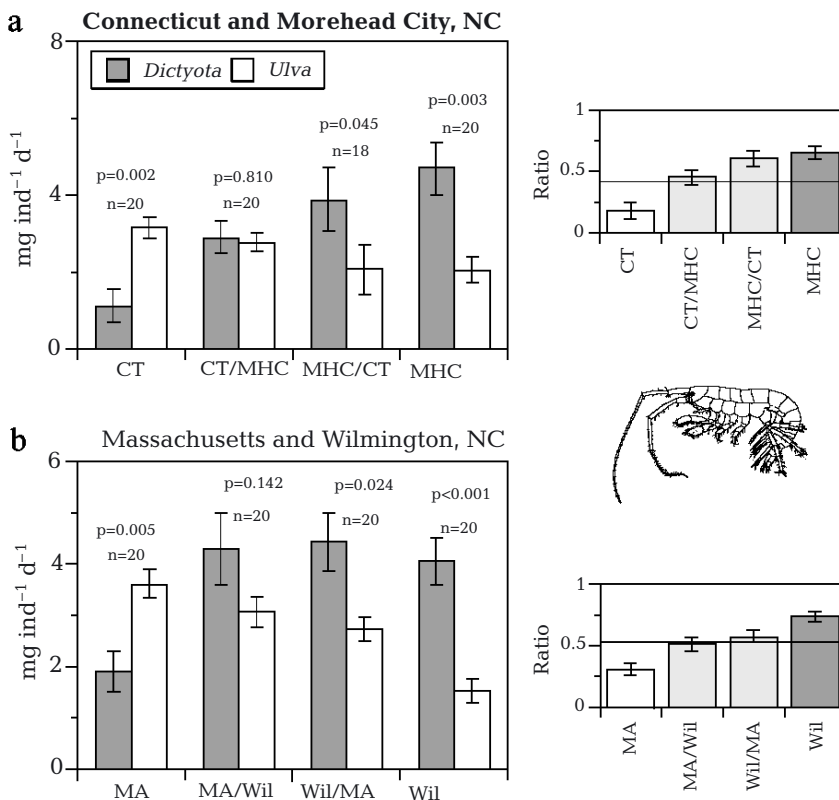 a
Connecticut and Morehead City, NC
8
Dictyota Ulva
p=0.003
n=20
p=0.045
n=18
p=0.002
n=20
p=0.810
n=20
4
mg ind⁻¹ d⁻¹
0
CT CT/MHC MHC/CT MHC
1
Ratio
0.5
0
CT
CT/MHC
MHC/CT
MHC
b
Massachusetts and Wilmington, NC
6
p=0.142
n=20
p=0.024
n=20
p<0.001
n=20
p=0.005
n=20
4
mg ind⁻¹ d⁻¹
2
0
MA MA/Wil Wil/MA Wil
1
Ratio
0.5
0
MA
MA/Wil
Wil/MA
Wil